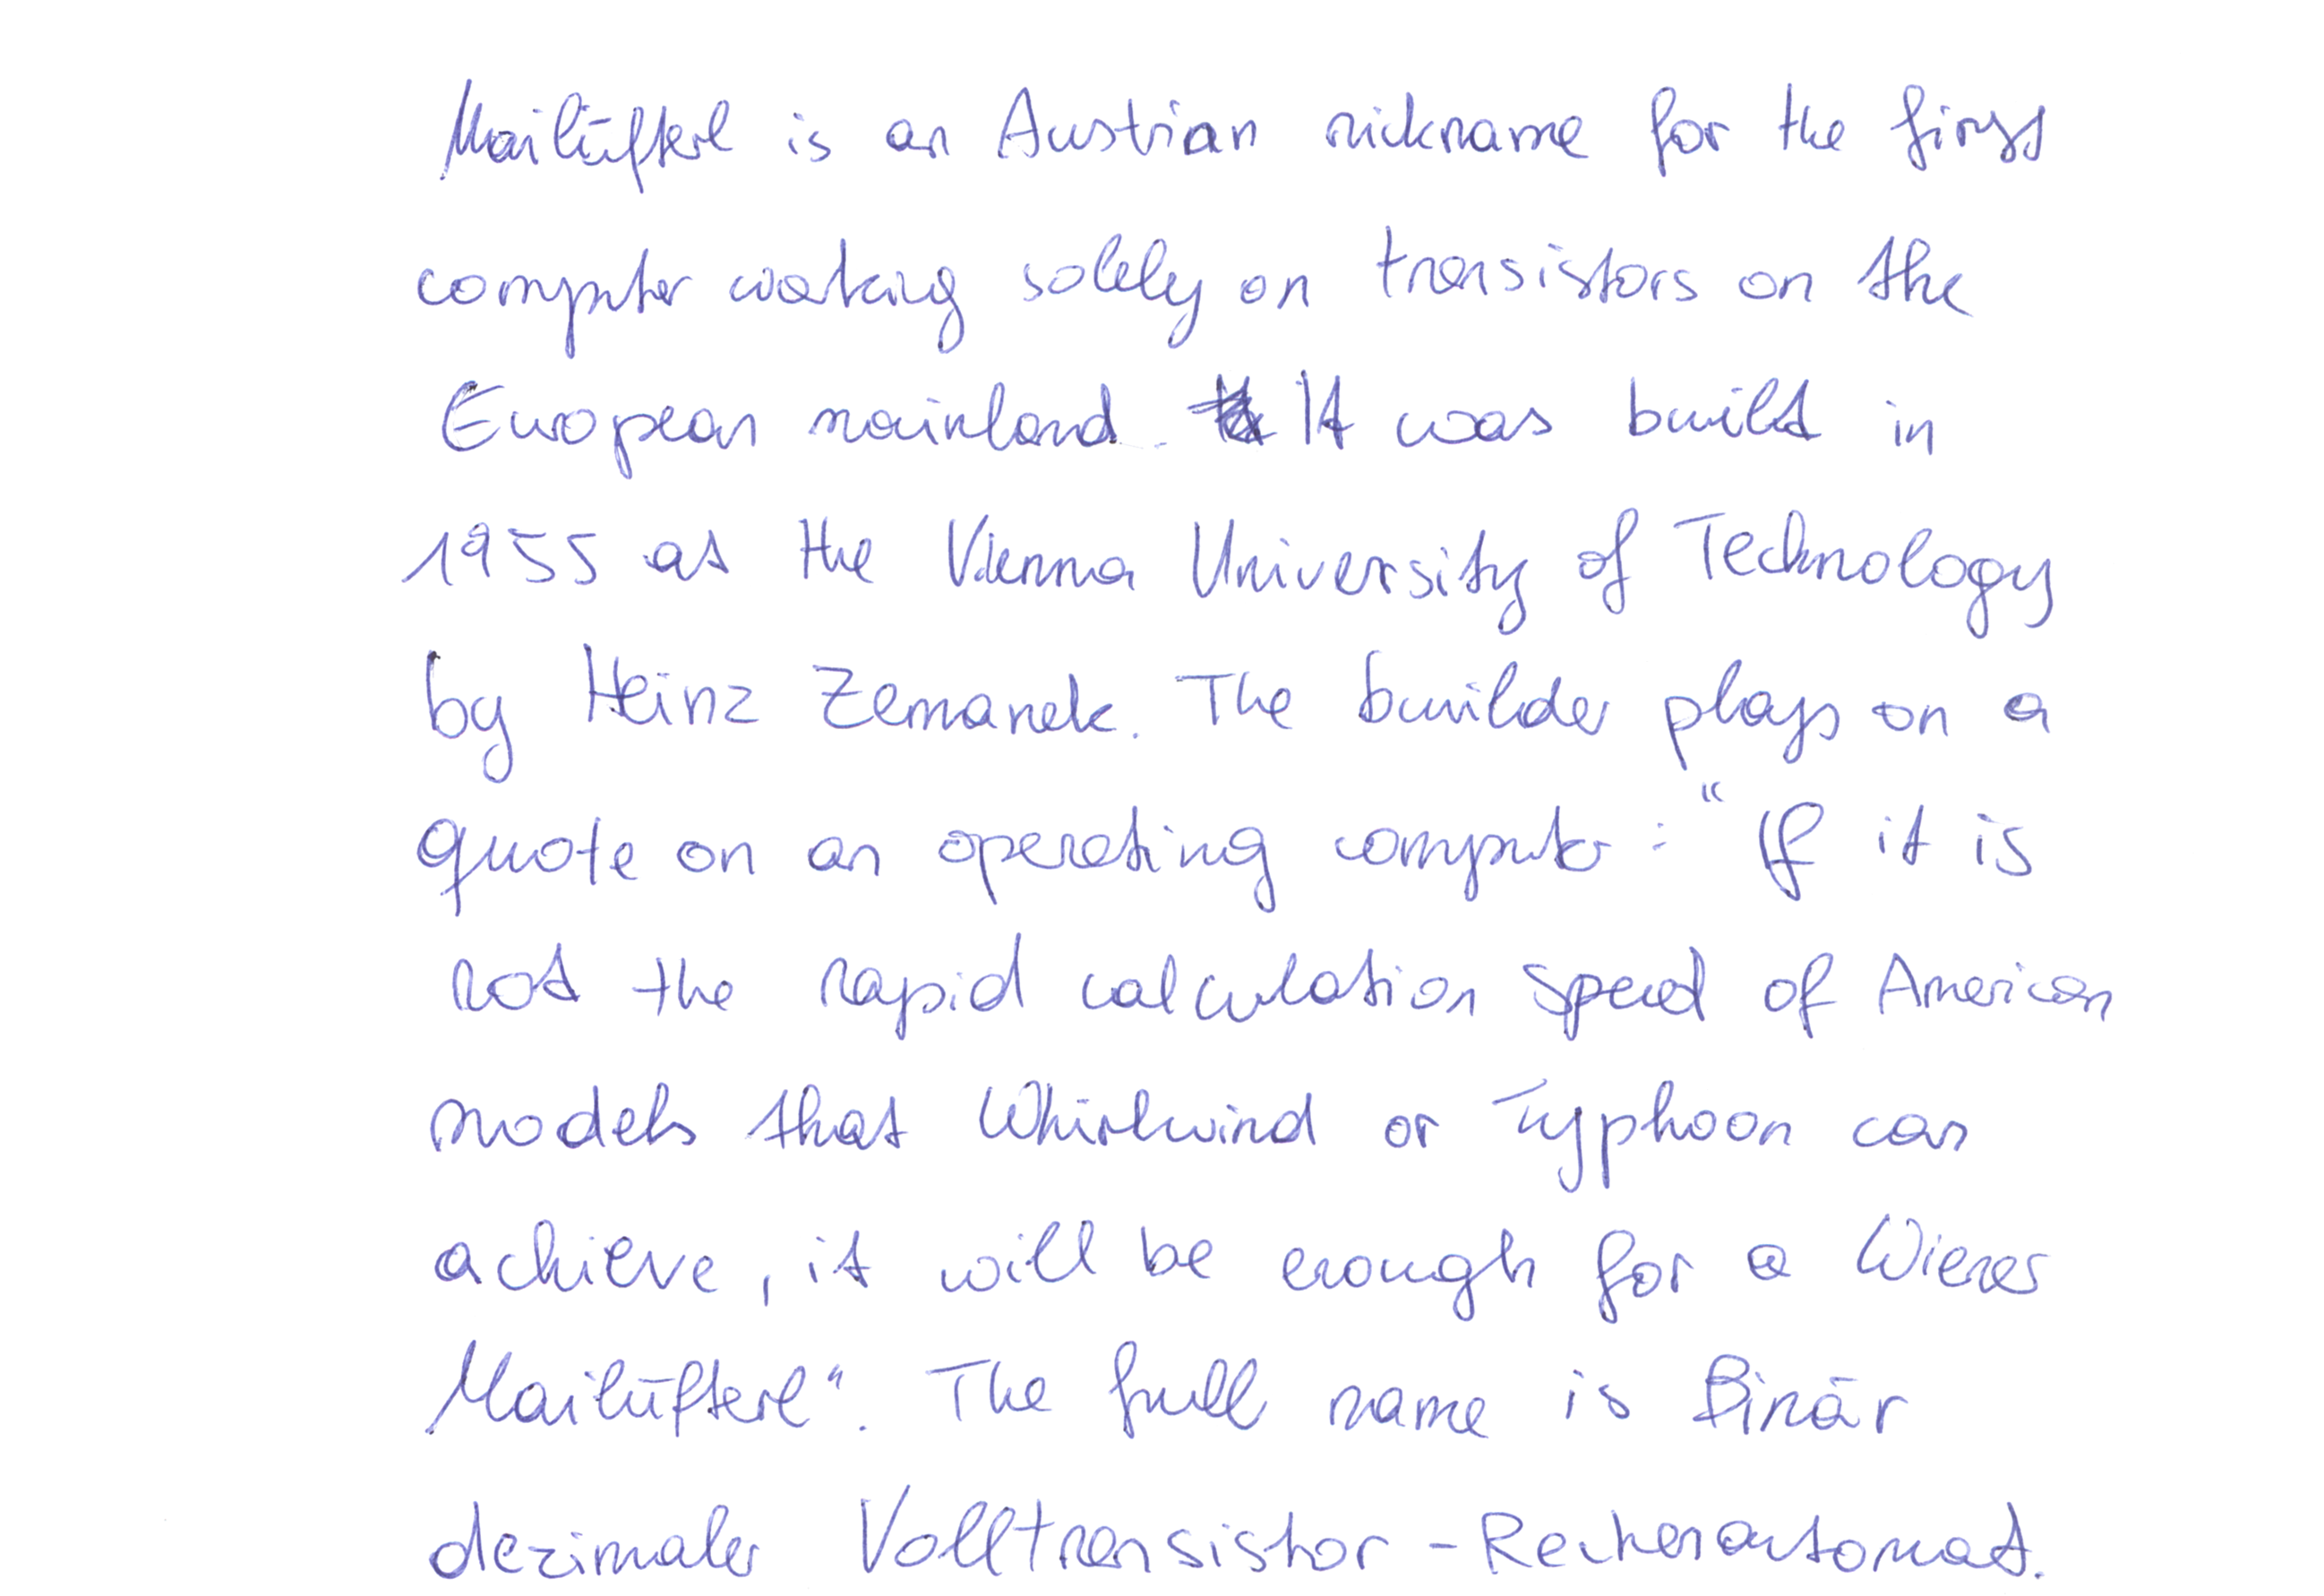 Mailüfterl is an Austrian nickname for the first
computer working solely on transistors on the
European mainland. It was built in
1955 at the Vienna University of Technology
by Heinz Zemanek. The builder plays on a
quote on an operating computer: "If it is
not the rapid calculation speed of American
models that Whirlwind or Typhoon can
achieve, it will be enough for a Wiener
Mailüfterl". The full name is Binär
dezimaler Volltransistor-Rechenautomat.